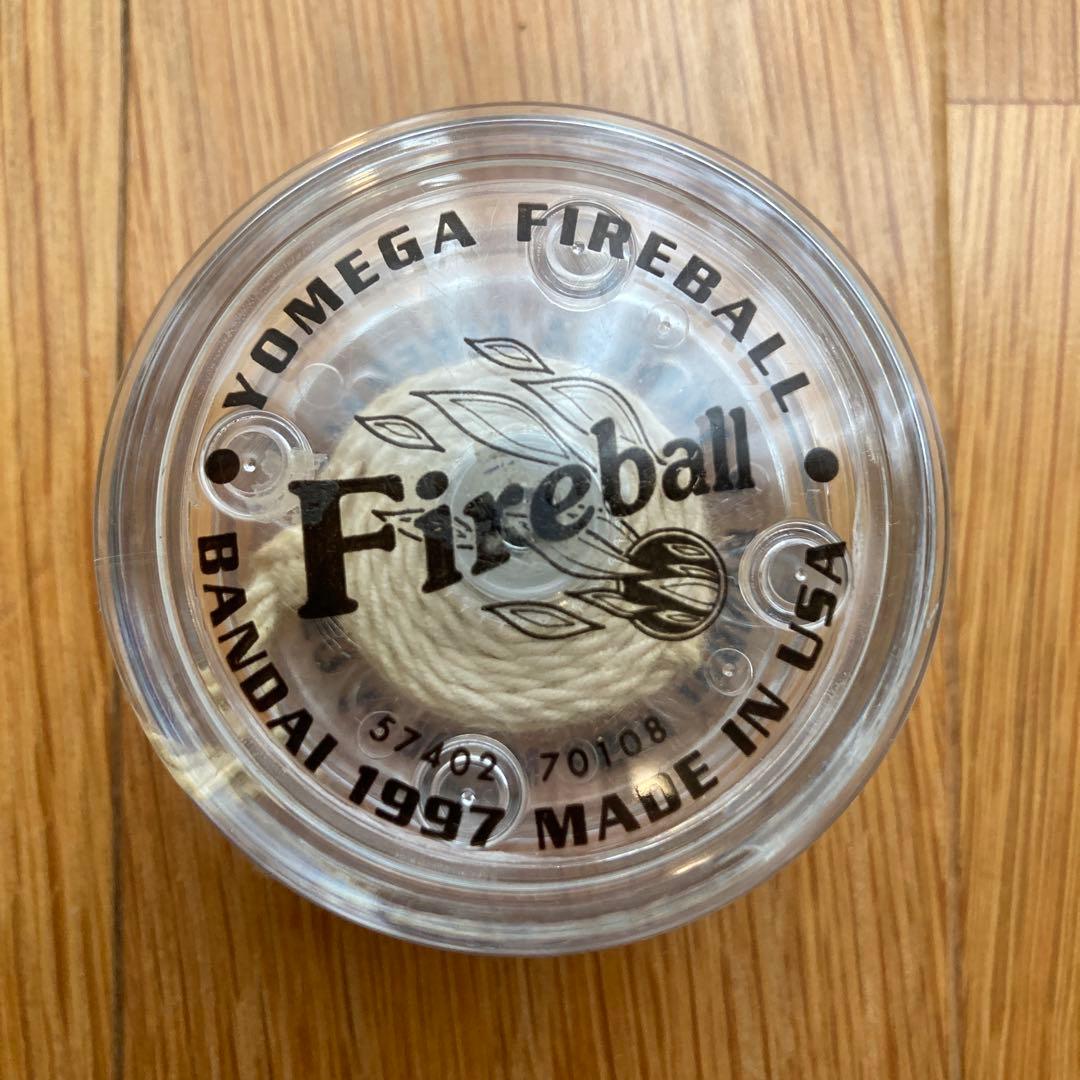 YOMEGA FIREBALL
Fireball
57402 70108
BANDAI 1997 MADE IN USA